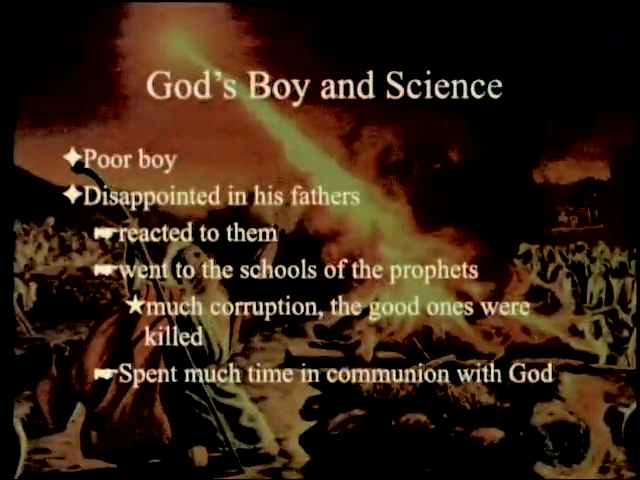 God's Boy and Science
Poor boy
Disappointed in his fathers
reacted to them
went to the schools of the prophets
much corruption, the good ones were
killed
Spent much time in communion with God